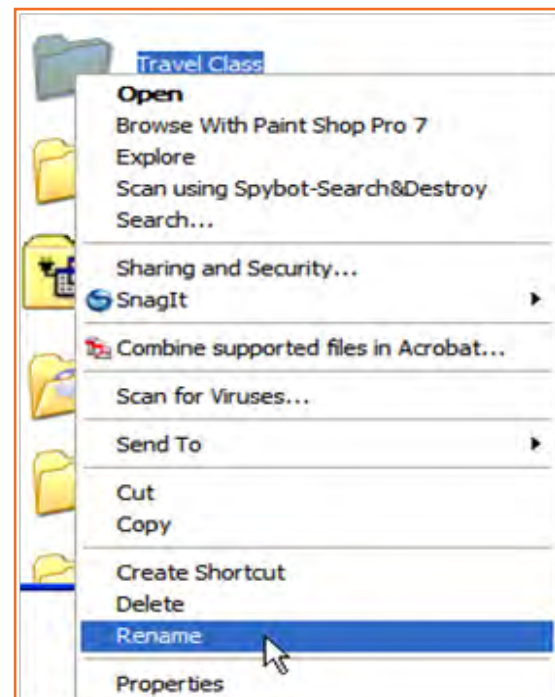 Travel Class
Open
Browse With Paint Shop Pro 7
Explore
Scan using Spybot-Search&Destroy
Search...
Sharing and Security...
SnagIt
Combine supported files in Acrobat...
Scan for Viruses...
Send To
Cut
Copy
Create Shortcut
Delete
Rename
Properties